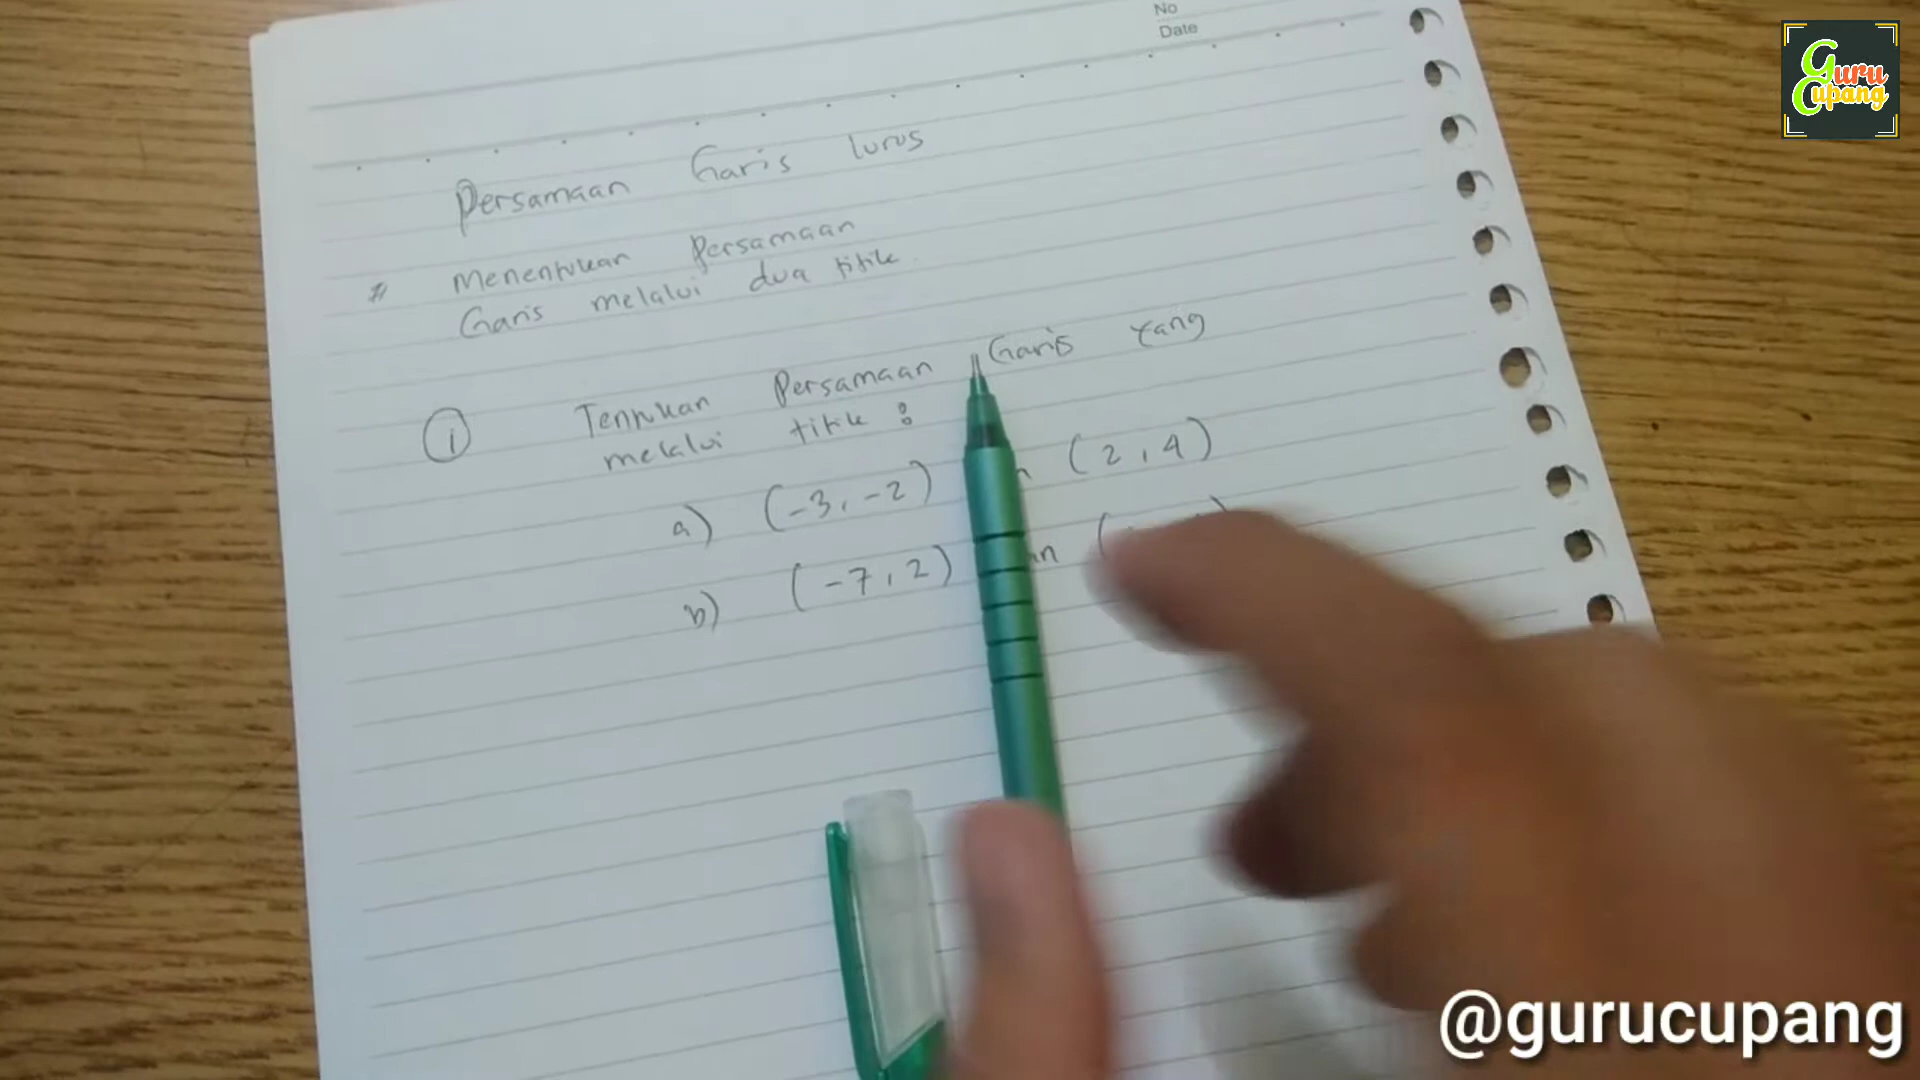 No
Date
Guru
Cupang
Persamaan Garis lurus
# Menentukan Persamaan
Garis melalui dua titik
1 Tentukan Persamaan Garis Yang
melalui titik :
a) (-3, -2) n (2, 4)
b) (-7, 2) an (
@gurucupang